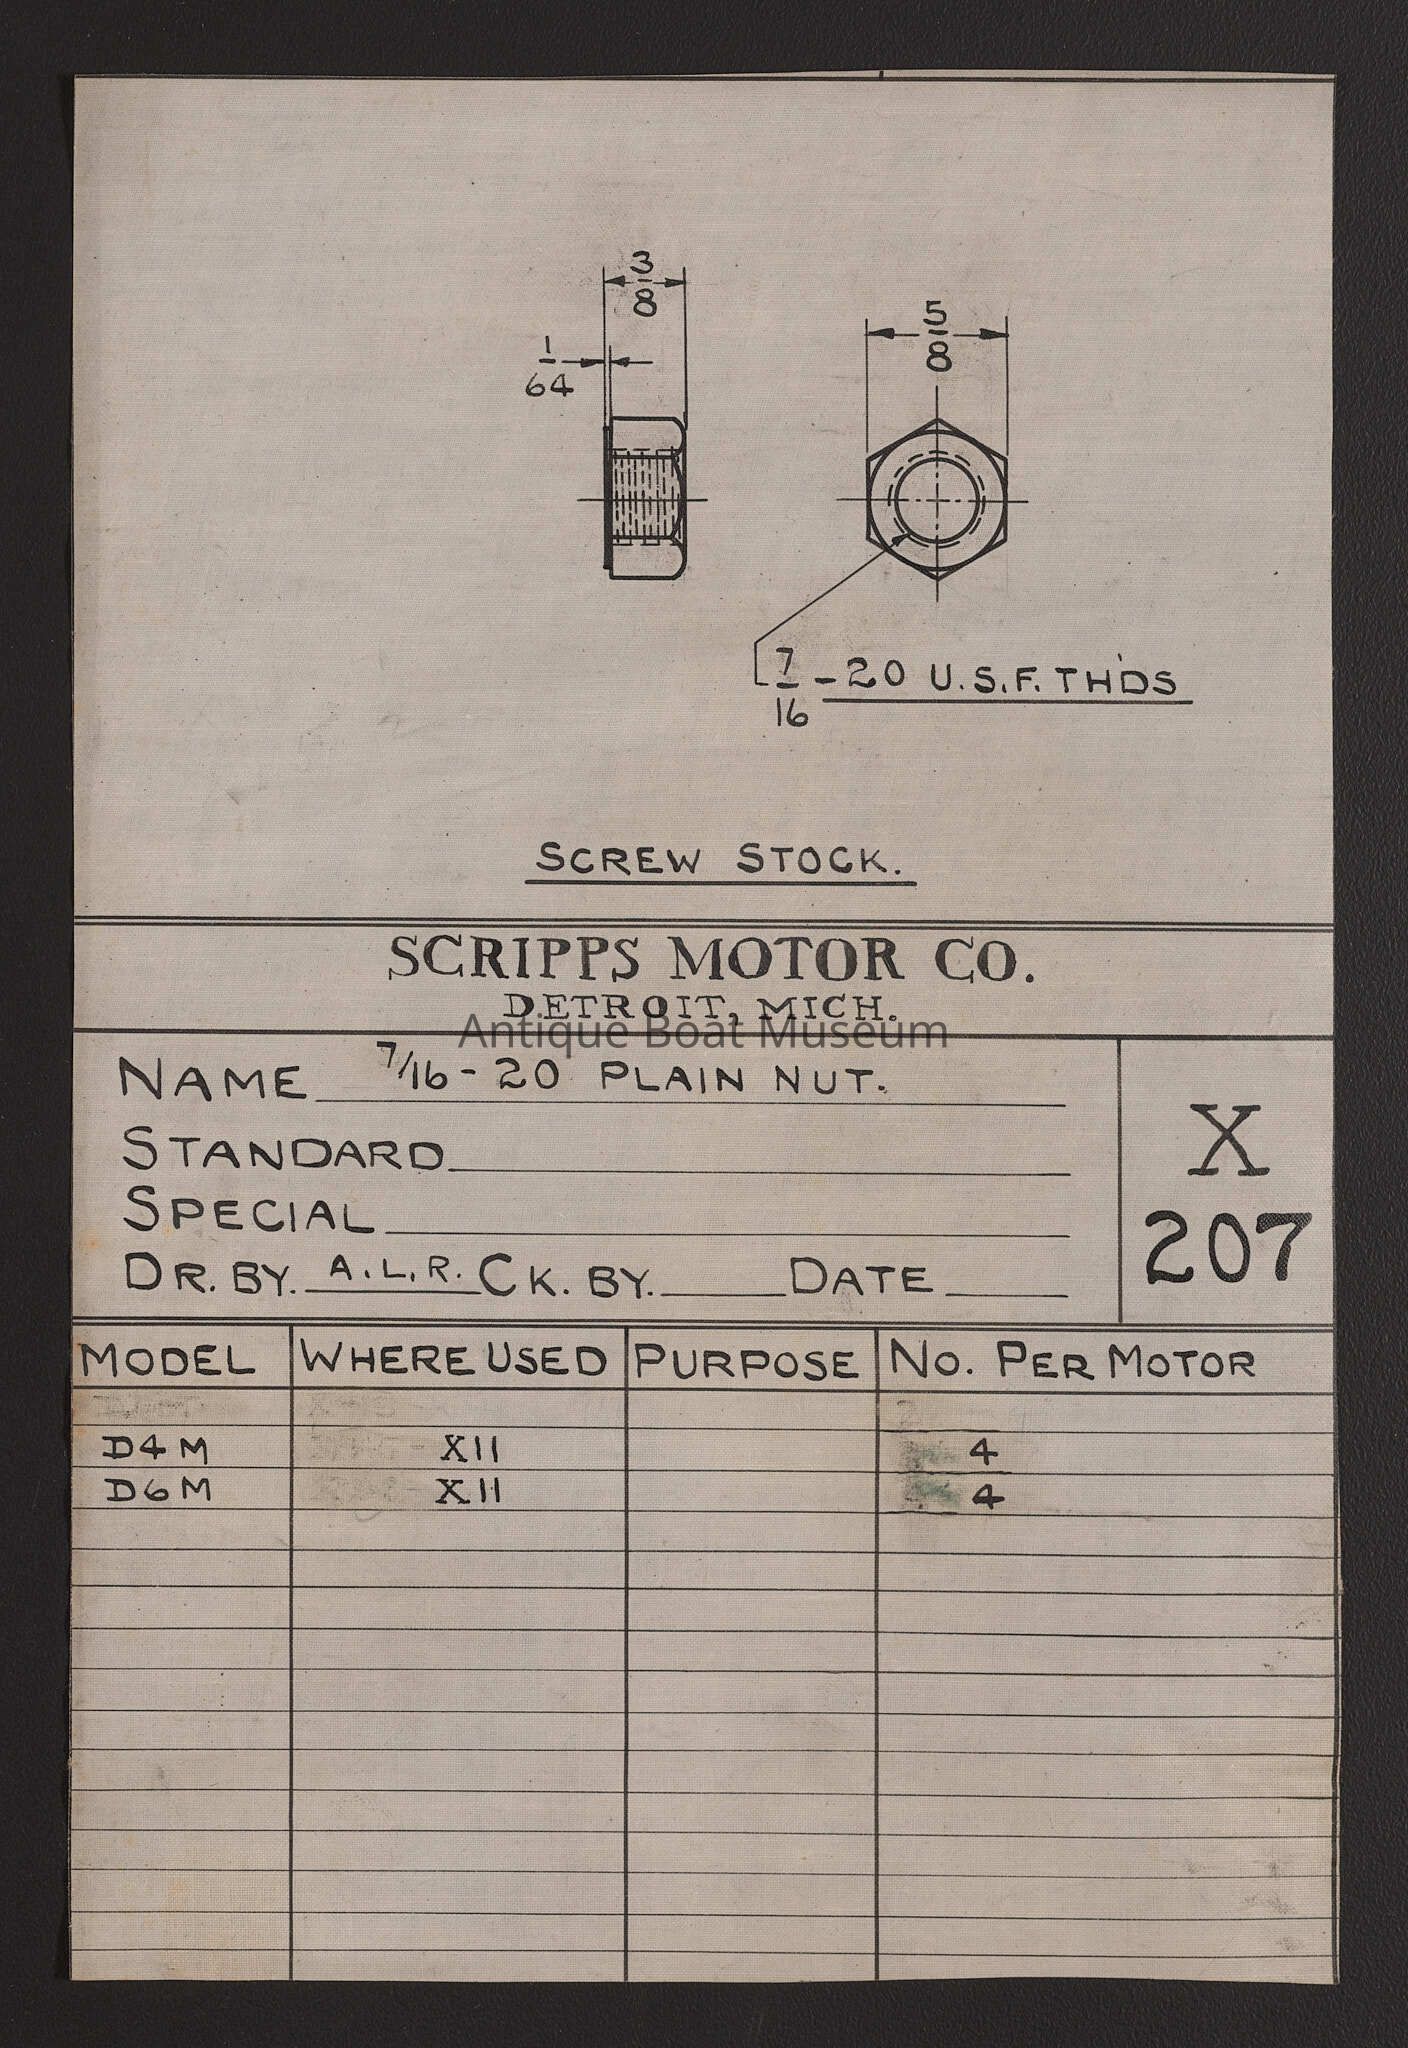 3/8
1/64
5/8
7/16 - 20 U.S.F. TH'DS
SCREW STOCK.
SCRIPPS MOTOR CO.
DETROIT, MICH.
Antique Boat Museum
NAME 7/16 - 20 PLAIN NUT.
STANDARD
SPECIAL
DR. BY. A.L.R. CK. BY. DATE
X
207
MODEL WHERE USED PURPOSE NO. PER MOTOR
D4M X11 4
D6M X11 4